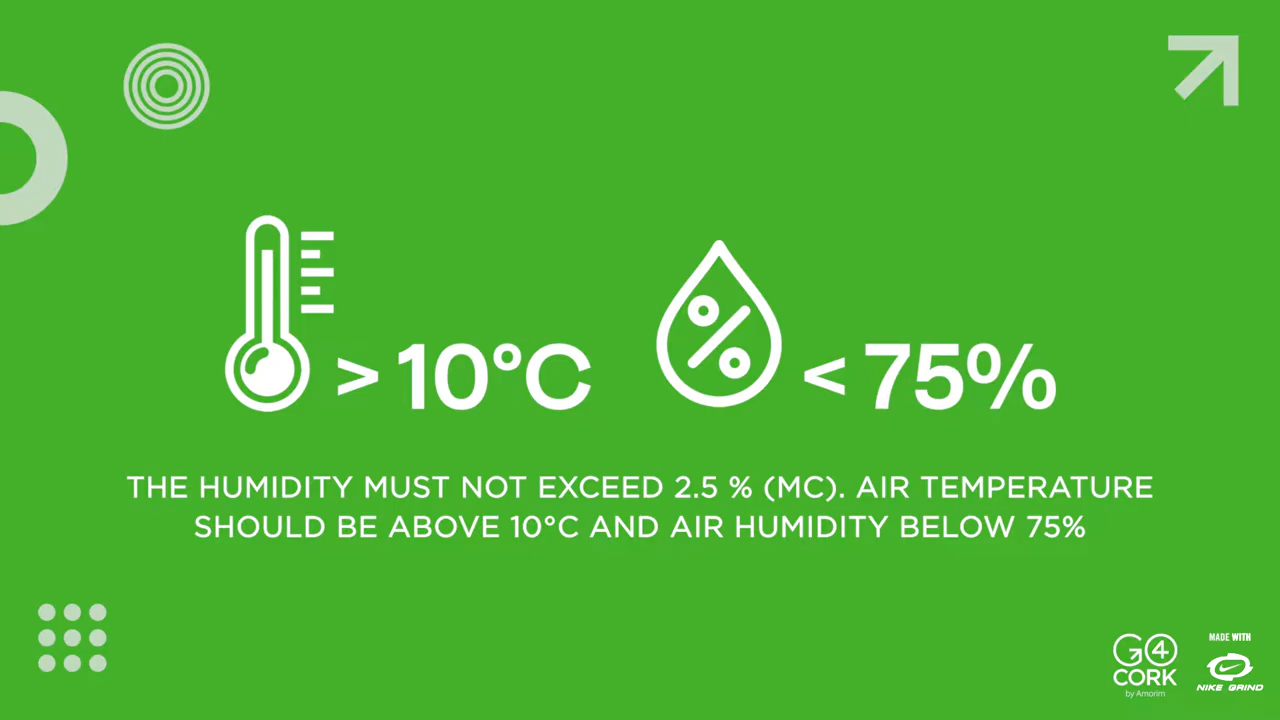 > 10°C
< 75%
THE HUMIDITY MUST NOT EXCEED 2.5 % (MC). AIR TEMPERATURE
SHOULD BE ABOVE 10°C AND AIR HUMIDITY BELOW 75%
GO4
CORK
by Amorim
MADE WITH
NIKE GRIND